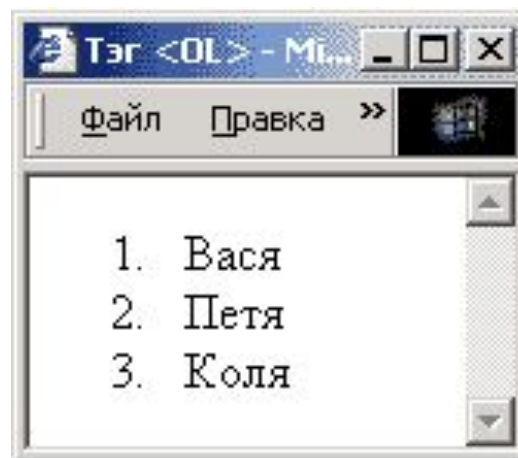 Тэг <OL> - Mi...
Файл Правка »
1. Вася
2. Петя
3. Коля